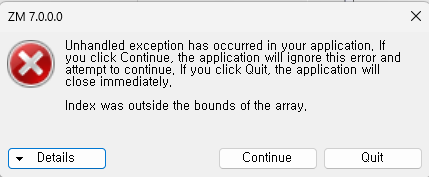 ZM 7.0.0.0
Unhandled exception has occurred in your application. If
you click Continue, the application will ignore this error and
attempt to continue. If you click Quit, the application will
close immediately.
Index was outside the bounds of the array.
Details
Continue
Quit